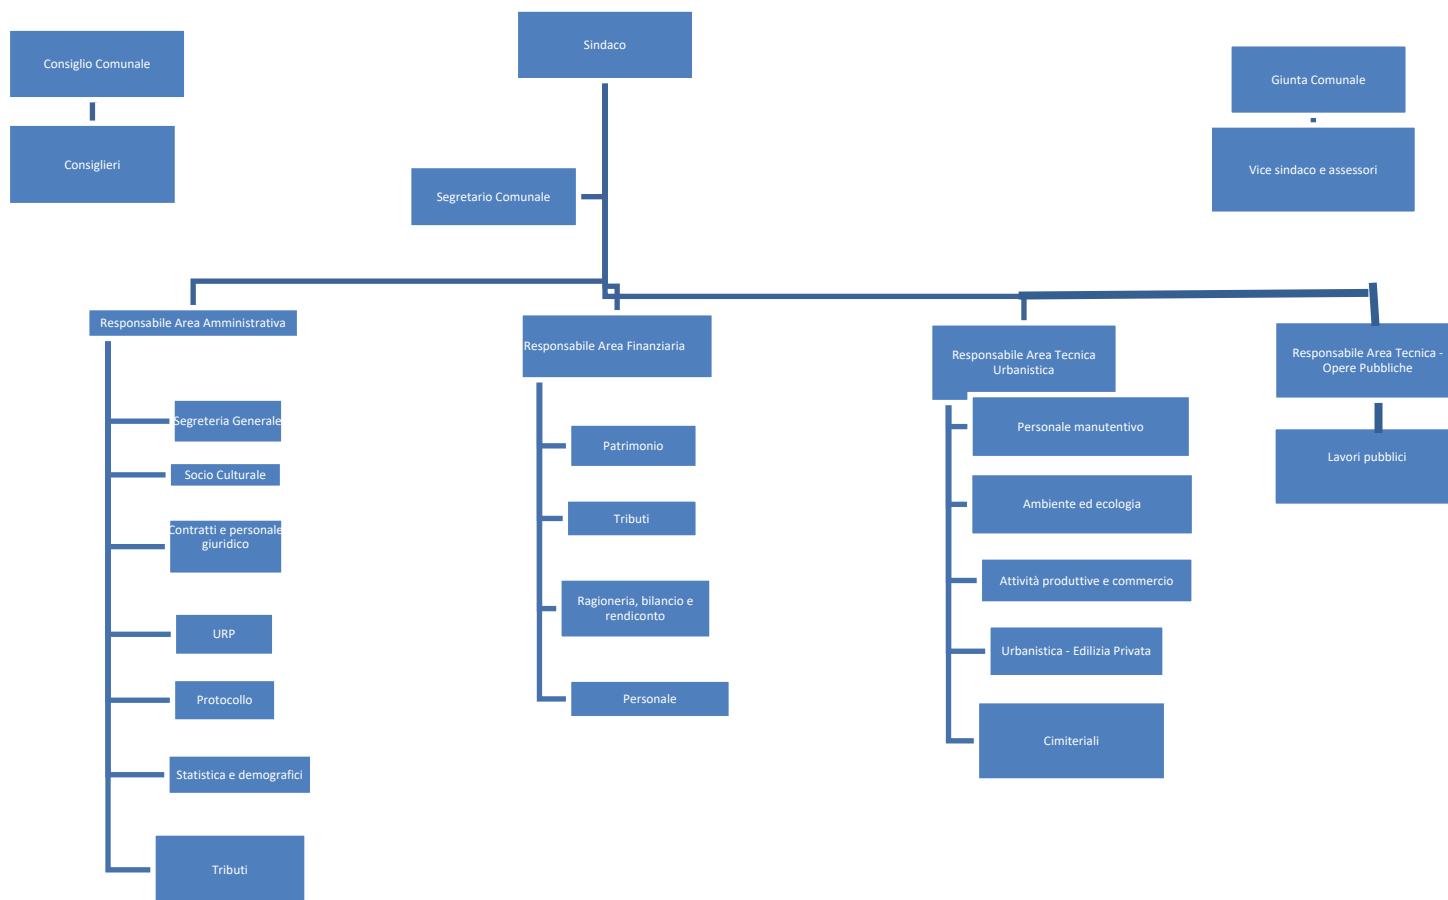 Sindaco
Consiglio Comunale
Giunta Comunale
Consiglieri
Vice sindaco e assessori
Segretario Comunale
Responsabile Area Amministrativa
Segreteria Generale
Socio Culturale
Contratti e personale
giuridico
URP
Protocollo
Statistica e demografici
Tributi
Responsabile Area Finanziaria
Patrimonio
Tributi
Ragioneria, bilancio e
rendiconto
Personale
Responsabile Area Tecnica
Urbanistica
Personale manutentivo
Ambiente ed ecologia
Attività produttive e commercio
Urbanistica - Edilizia Privata
Cimiteriali
Responsabile Area Tecnica -
Opere Pubbliche
Lavori pubblici